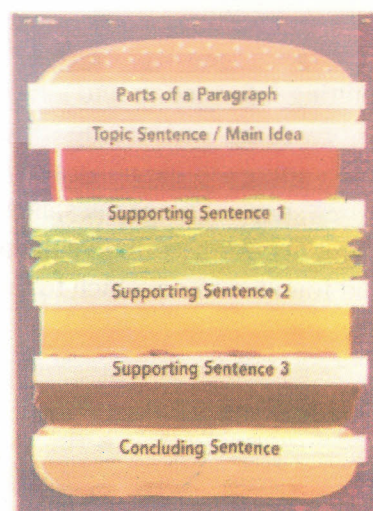 Parts of a Paragraph
Topic Sentence / Main Idea
Supporting Sentence 1
Supporting Sentence 2
Supporting Sentence 3
Concluding Sentence